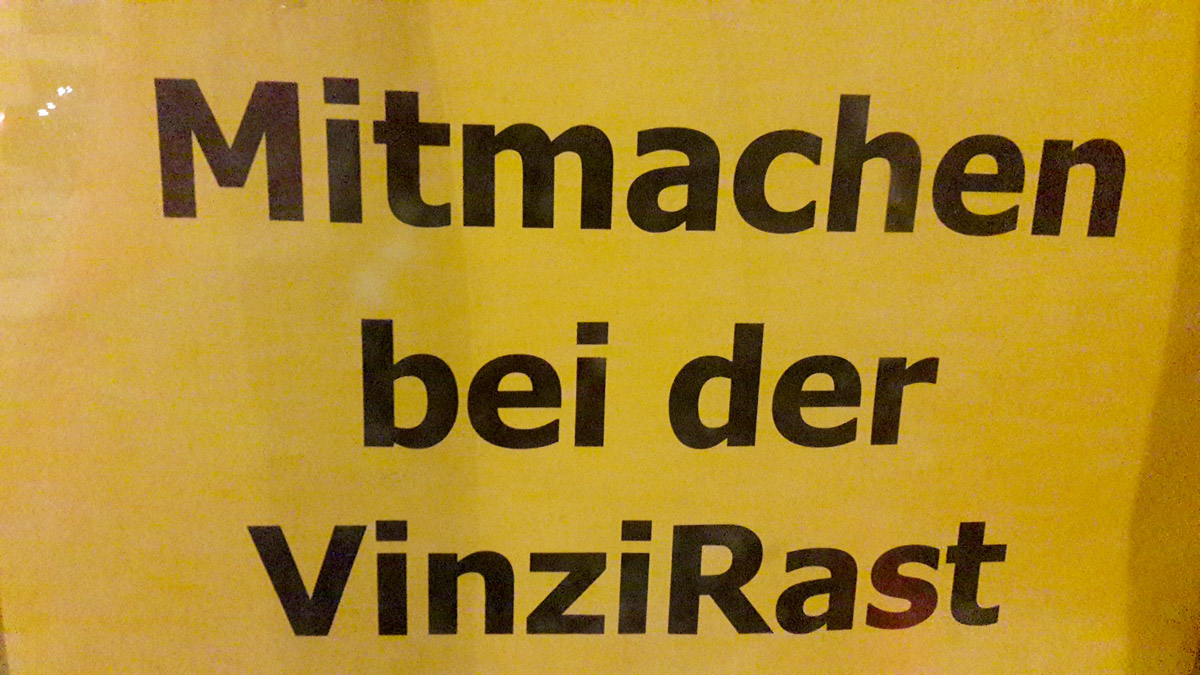 Mitmachen
bei der
VinziRast